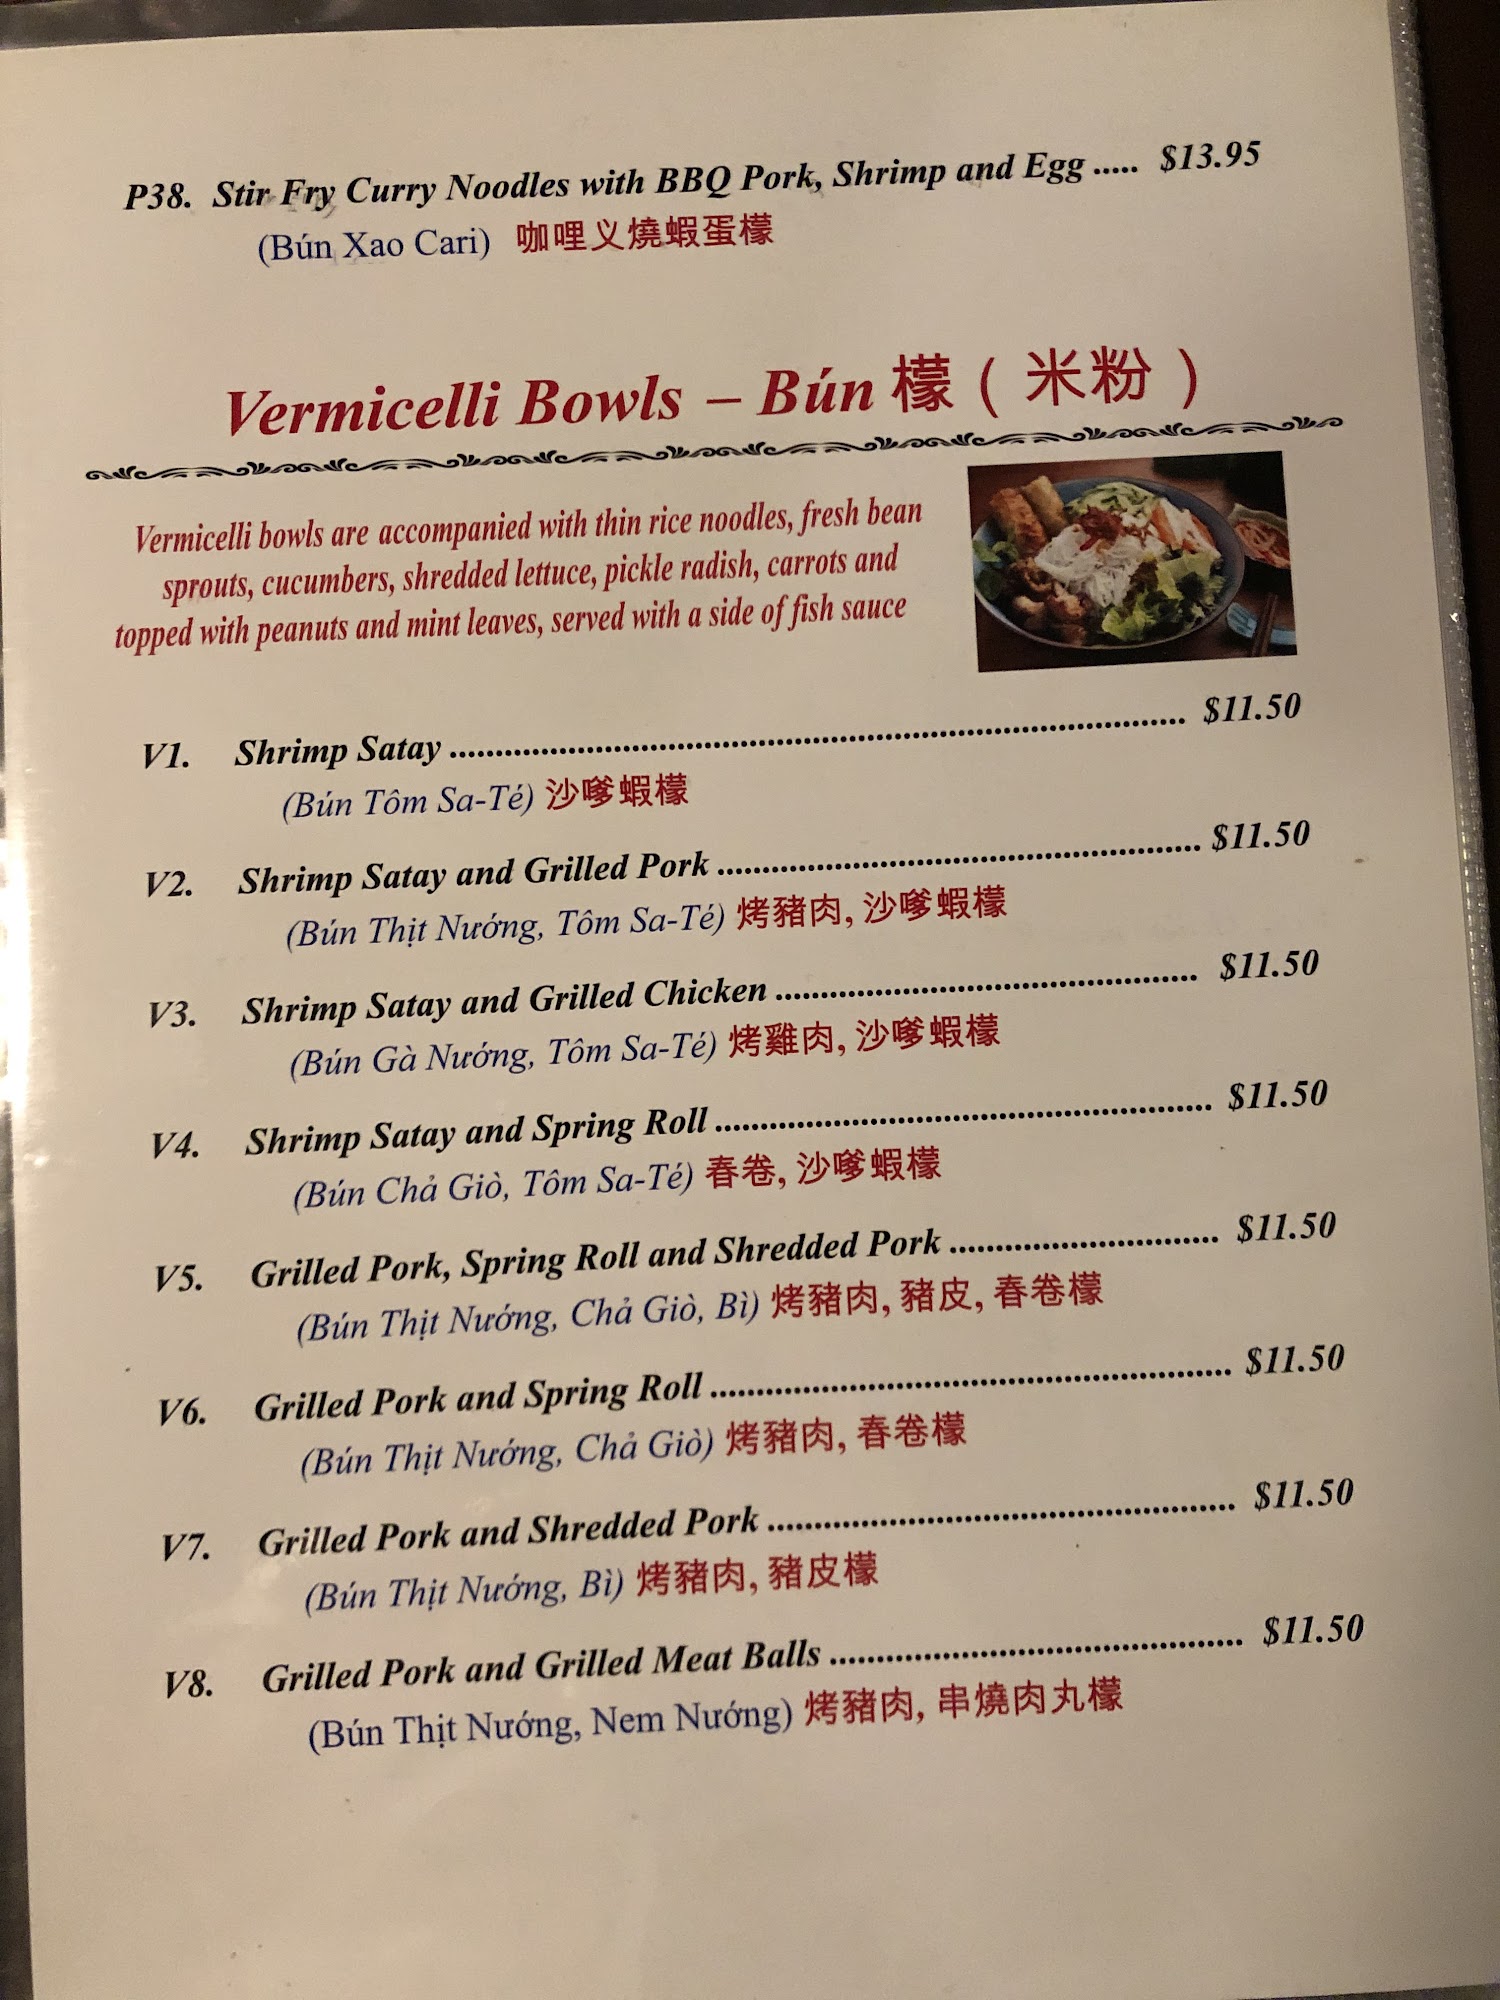 P38. Stir Fry Curry Noodles with BBQ Pork, Shrimp and Egg ..... $13.95
(Bún Xao Cari) 咖哩义燒蝦蛋檬
Vermicelli Bowls – Bún 檬 ( 米粉 )
Vermicelli bowls are accompanied with thin rice noodles, fresh bean
sprouts, cucumbers, shredded lettuce, pickle radish, carrots and
topped with peanuts and mint leaves, served with a side of fish sauce
V1. Shrimp Satay ........................................................................ $11.50
(Bún Tôm Sa-Té) 沙嗲蝦檬
V2. Shrimp Satay and Grilled Pork ............................................... $11.50
(Bún Thịt Nướng, Tôm Sa-Té) 烤豬肉, 沙嗲蝦檬
V3. Shrimp Satay and Grilled Chicken ......................................... $11.50
(Bún Gà Nướng, Tôm Sa-Té) 烤雞肉, 沙嗲蝦檬
V4. Shrimp Satay and Spring Roll ................................................ $11.50
(Bún Chả Giò, Tôm Sa-Té) 春卷, 沙嗲蝦檬
V5. Grilled Pork, Spring Roll and Shredded Pork .......................... $11.50
(Bún Thịt Nướng, Chả Giò, Bì) 烤豬肉, 豬皮, 春卷檬
V6. Grilled Pork and Spring Roll .................................................. $11.50
(Bún Thịt Nướng, Chả Giò) 烤豬肉, 春卷檬
V7. Grilled Pork and Shredded Pork ............................................. $11.50
(Bún Thịt Nướng, Bì) 烤豬肉, 豬皮檬
V8. Grilled Pork and Grilled Meat Balls ....................................... $11.50
(Bún Thịt Nướng, Nem Nướng) 烤豬肉, 串燒肉丸檬